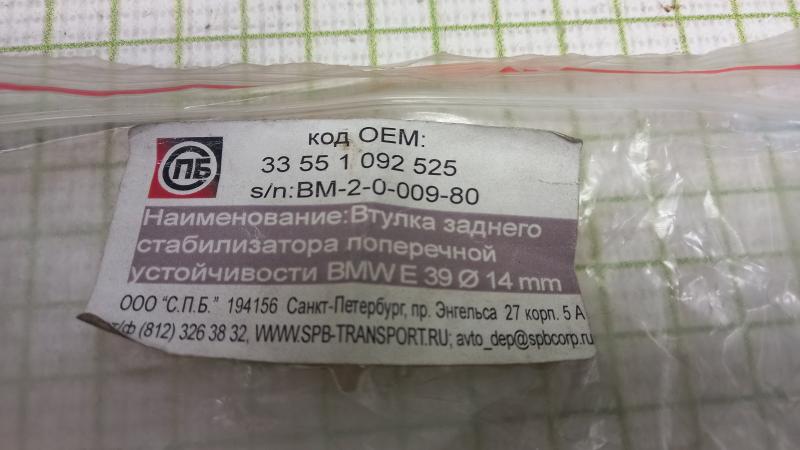 код OEM:
СПБ
33 55 1 092 525
s/n:BM-2-0-009-80
Наименование:Втулка заднего
стабилизатора поперечной
устойчивости BMW E 39 Ø 14 mm
ООО "С.П.Б." 194156 Санкт-Петербург, пр. Энгельса 27 корп. 5 А
т/ф (812) 326 38 32, WWW.SPB-TRANSPORT.RU; avto_dep@spbcorp.ru